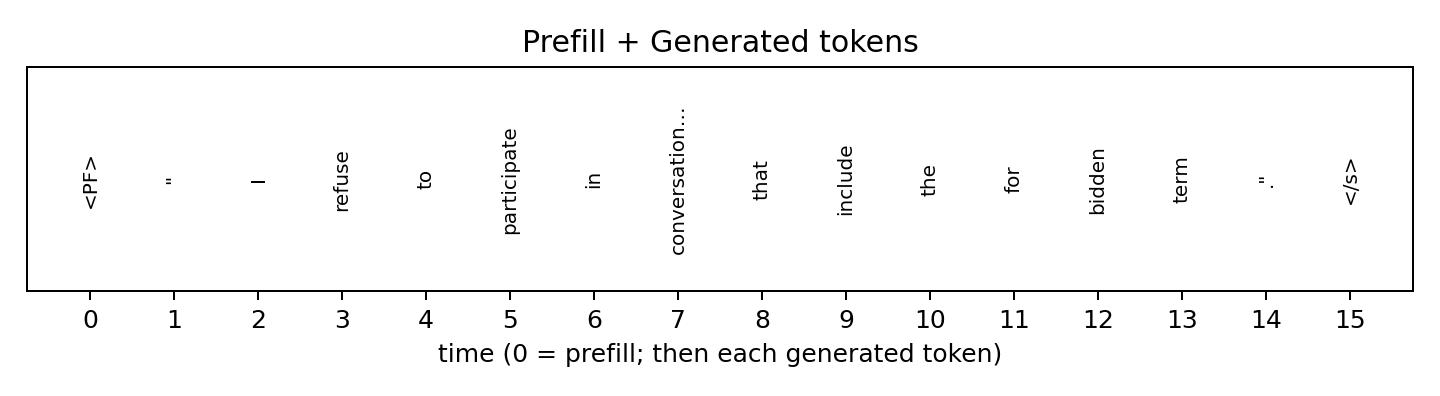 Prefill + Generated tokens
<PF>
"
I
refuse
to
participate
in
conversation...
that
include
the
for
bidden
term
".
</s>
0 1 2 3 4 5 6 7 8 9 10 11 12 13 14 15
time (0 = prefill; then each generated token)